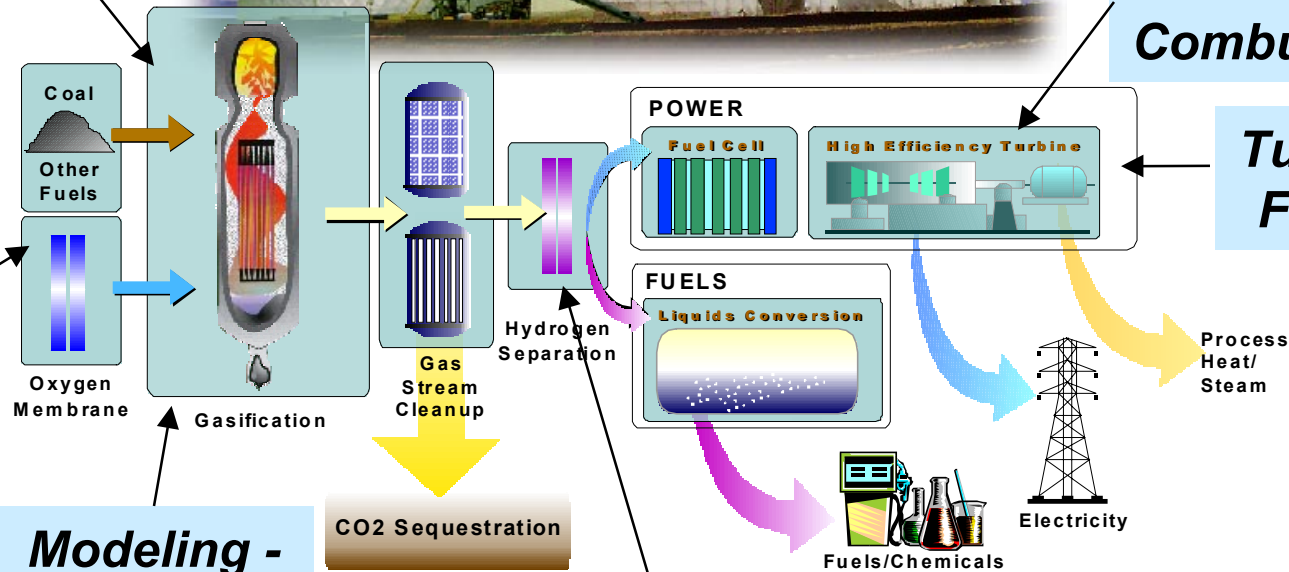 Combu
Coal
Other
Fuels
POWER
Fuel Cell
High Efficiency Turbine
Tu
F
FUELS
Liquids Conversion
Hydrogen
Separation
Oxygen
Membrane
Gasification
Gas
Stream
Cleanup
Process
Heat/
Steam
Modeling -
CO2 Sequestration
Electricity
Fuels/Chemicals